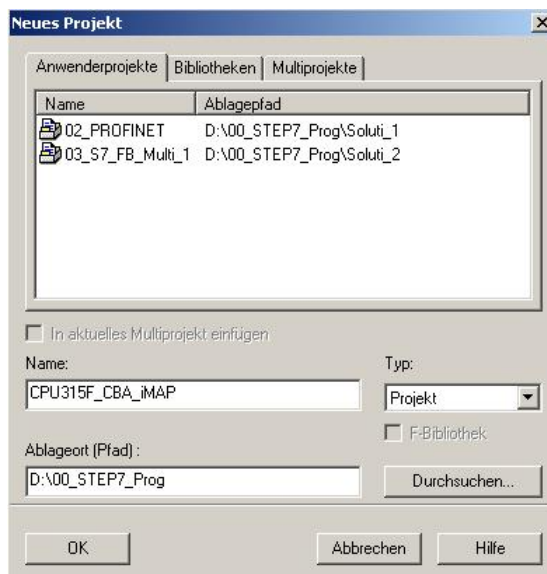 Neues Projekt
Anwenderprojekte Bibliotheken Multiprojekte
Name Ablagepfad
02_PROFINET D:\00_STEP7_Prog\Soluti_1
03_S7_FB_Multi_1 D:\00_STEP7_Prog\Soluti_2
In aktuelles Multiprojekt einfügen
Name: Typ:
CPU315F_CBA_iMAP Projekt
F-Bibliothek
Ablageort (Pfad) :
D:\00_STEP7_Prog Durchsuchen...
OK Abbrechen Hilfe